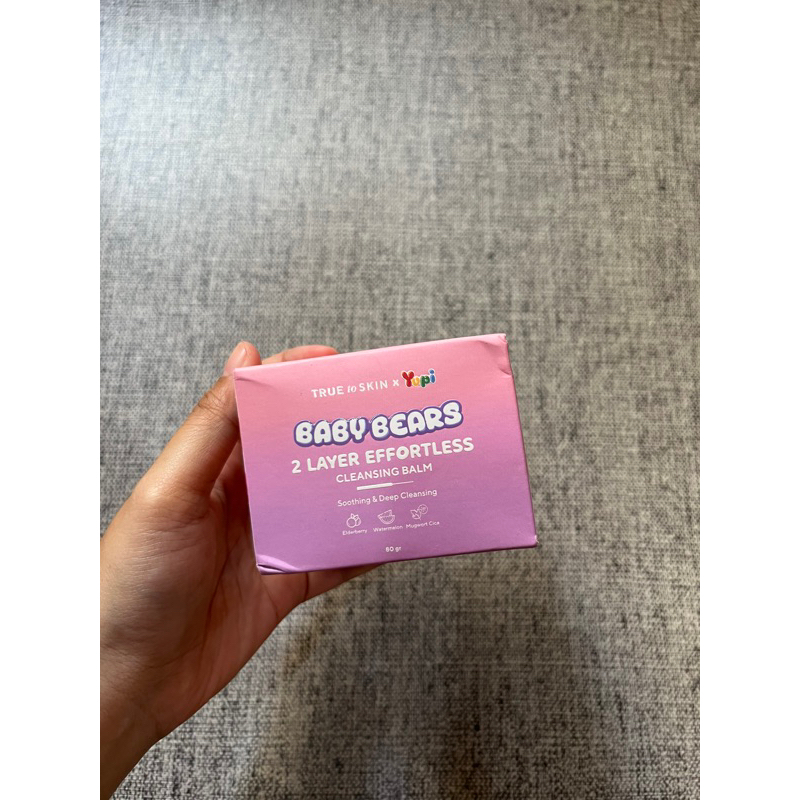 TRUE to SKIN x Yupi
BABY BEARS
2 LAYER EFFORTLESS
CLEANSING BALM
Soothing & Deep Cleansing
Elderberry Watermelon Mugwort Cica
60 gr